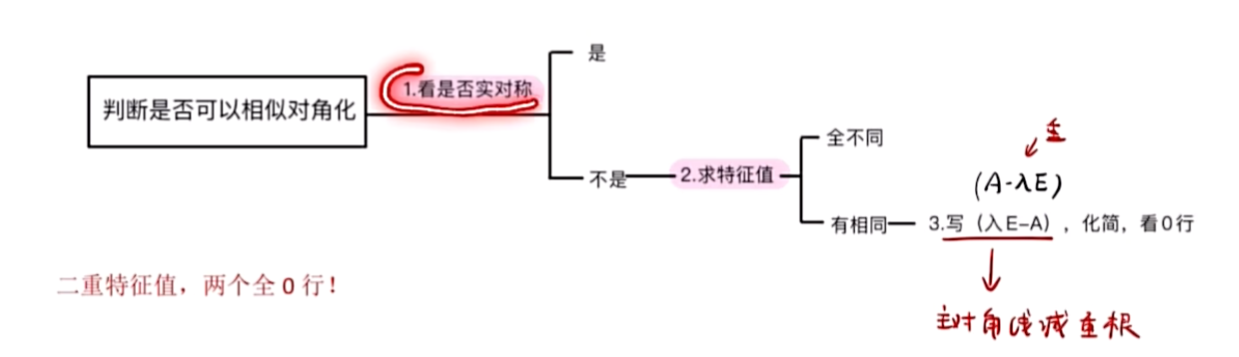 是
1.看是否实对称
判断是否可以相似对角化
全不同
重
(A-λE)
不是
2.求特征值
有相同
3.写（入E-A），化简，看0行
二重特征值，两个全0行！
主对角线减重根